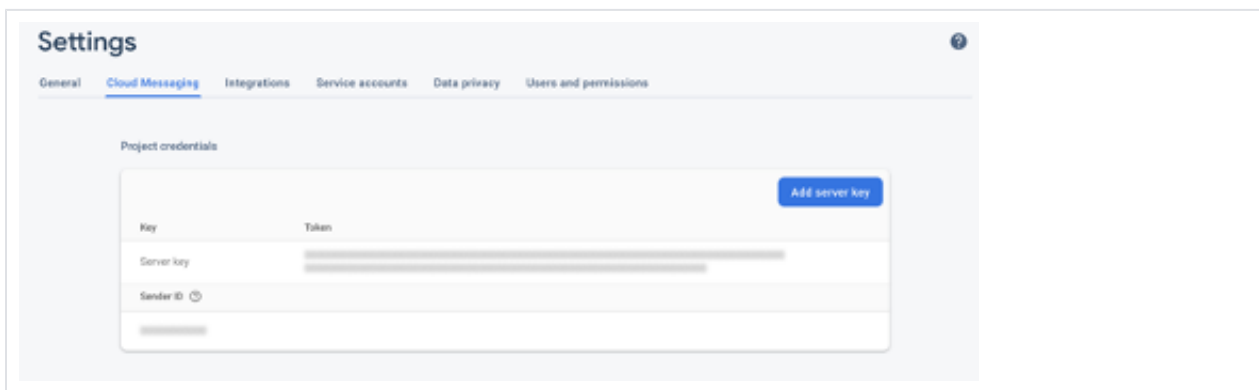 Settings
General Cloud Messaging Integrations Service accounts Data privacy Users and permissions
Project credentials
Add server key
Key Token
Server key
Sender ID